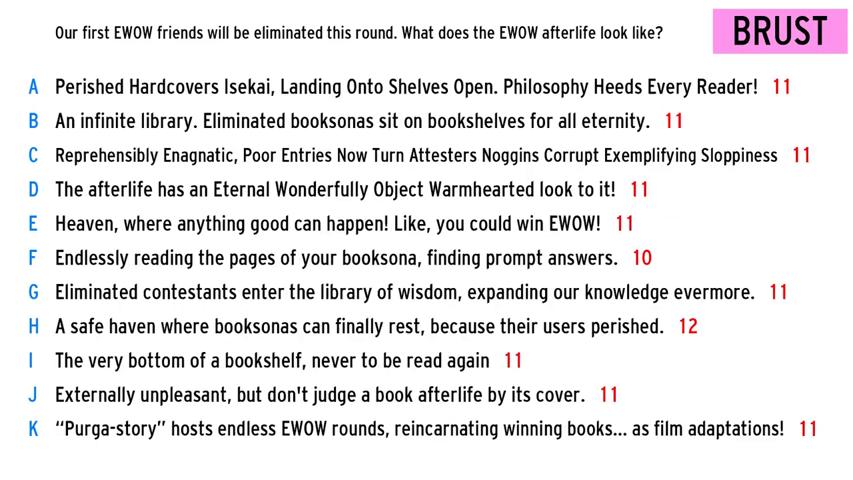 Our first EWOW friends will be eliminated this round. What does the EWOW afterlife look like?
BRUST
A Perished Hardcovers Isekai, Landing Onto Shelves Open. Philosophy Heeds Every Reader! 11
B An infinite library. Eliminated booksonas sit on bookshelves for all eternity. 11
C Reprehensibly Enagnatic, Poor Entries Now Turn Attesters Noggins Corrupt Exemplifying Sloppiness 11
D The afterlife has an Eternal Wonderfully Object Warmhearted look to it! 11
E Heaven, where anything good can happen! Like, you could win EWOW! 11
F Endlessly reading the pages of your booksona, finding prompt answers. 10
G Eliminated contestants enter the library of wisdom, expanding our knowledge evermore. 11
H A safe haven where booksonas can finally rest, because their users perished. 12
I The very bottom of a bookshelf, never to be read again 11
J Externally unpleasant, but don't judge a book afterlife by its cover. 11
K “Purga-story” hosts endless EWOW rounds, reincarnating winning books... as film adaptations! 11